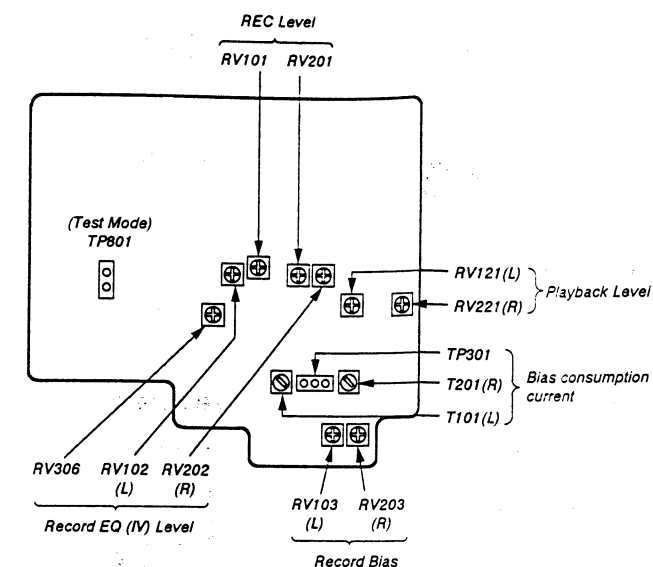 REC Level
RV101 RV201
(Test Mode)
TP801
RV121(L)
RV221(R)
Playback Level
TP301
T201(R)
T101(L)
Bias consumption
current
RV306 RV102 RV202
(L) (R)
Record EQ (IV) Level
RV103 RV203
(L) (R)
Record Bias